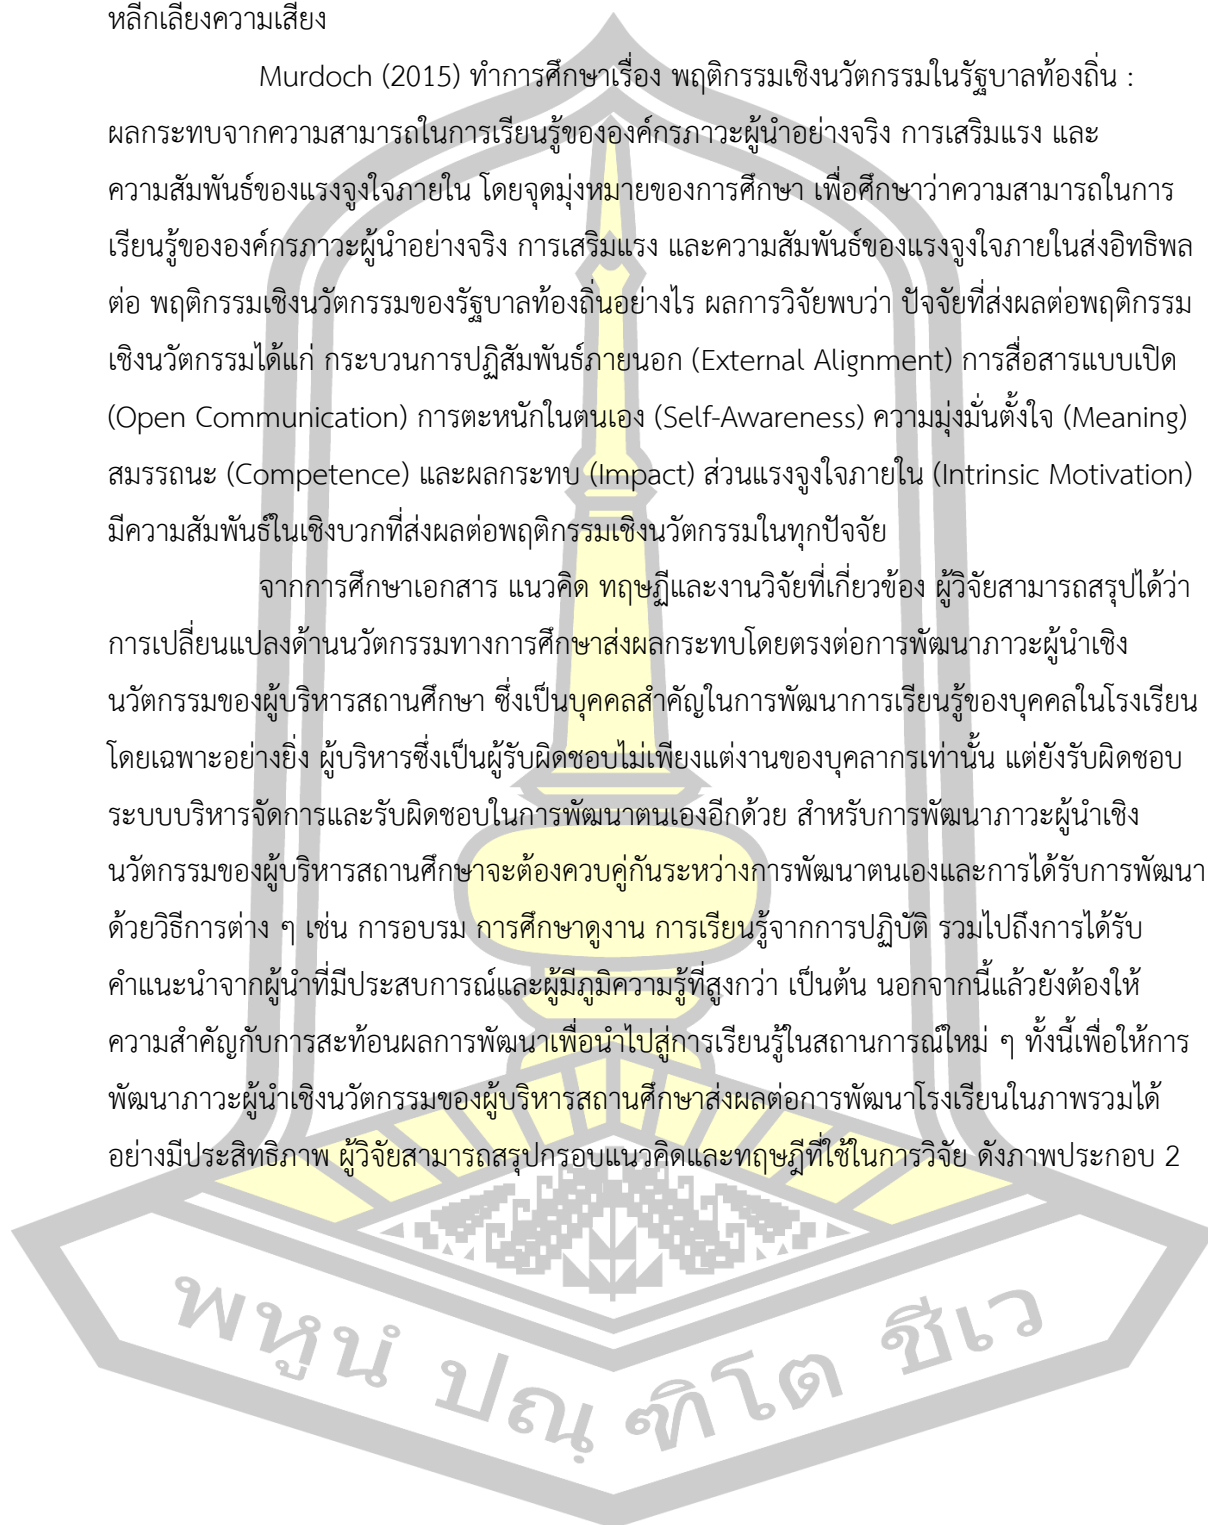 หลีกเลี่ยงความเสี่ยง
Murdoch (2015) ทำการศึกษาเรื่อง พฤติกรรมเชิงนวัตกรรมในรัฐบาลท้องถิ่น :
ผลกระทบจากความสามารถในการเรียนรู้ขององค์กรภาวะผู้นำอย่างจริง การเสริมแรง และ
ความสัมพันธ์ของแรงจูงใจภายใน โดยจุดมุ่งหมายของการศึกษา เพื่อศึกษาว่าความสามารถในการ
เรียนรู้ขององค์กรภาวะผู้นำอย่างจริง การเสริมแรง และความสัมพันธ์ของแรงจูงใจภายในส่งอิทธิพล
ต่อ พฤติกรรมเชิงนวัตกรรมของรัฐบาลท้องถิ่นอย่างไร ผลการวิจัยพบว่า ปัจจัยที่ส่งผลต่อพฤติกรรม
เชิงนวัตกรรมได้แก่ กระบวนการปฏิสัมพันธ์ภายนอก (External Alignment) การสื่อสารแบบเปิด
(Open Communication) การตะหนักในตนเอง (Self-Awareness) ความมุ่งมั่นตั้งใจ (Meaning)
สมรรถนะ (Competence) และผลกระทบ (Impact) ส่วนแรงจูงใจภายใน (Intrinsic Motivation)
มีความสัมพันธ์ในเชิงบวกที่ส่งผลต่อพฤติกรรมเชิงนวัตกรรมในทุกปัจจัย
จากการศึกษาเอกสาร แนวคิด ทฤษฎีและงานวิจัยที่เกี่ยวข้อง ผู้วิจัยสามารถสรุปได้ว่า
การเปลี่ยนแปลงด้านนวัตกรรมทางการศึกษาส่งผลกระทบโดยตรงต่อการพัฒนาภาวะผู้นำเชิง
นวัตกรรมของผู้บริหารสถานศึกษา ซึ่งเป็นบุคคลสำคัญในการพัฒนาการเรียนรู้ของบุคคลในโรงเรียน
โดยเฉพาะอย่างยิ่ง ผู้บริหารซึ่งเป็นผู้รับผิดชอบไม่เพียงแต่งานของบุคลากรเท่านั้น แต่ยังรับผิดชอบ
ระบบบริหารจัดการและรับผิดชอบในการพัฒนาตนเองอีกด้วย สำหรับการพัฒนาภาวะผู้นำเชิง
นวัตกรรมของผู้บริหารสถานศึกษาจะต้องควบคู่กันระหว่างการพัฒนาตนเองและการได้รับการพัฒนา
ด้วยวิธีการต่าง ๆ เช่น การอบรม การศึกษาดูงาน การเรียนรู้จากการปฏิบัติ รวมไปถึงการได้รับ
คำแนะนำจากผู้นำที่มีประสบการณ์และผู้มีภูมิความรู้ที่สูงกว่า เป็นต้น นอกจากนี้แล้วยังต้องให้
ความสำคัญกับการสะท้อนผลการพัฒนาเพื่อนำไปสู่การเรียนรู้ในสถานการณ์ใหม่ ๆ ทั้งนี้เพื่อให้การ
พัฒนาภาวะผู้นำเชิงนวัตกรรมของผู้บริหารสถานศึกษาส่งผลต่อการพัฒนาโรงเรียนในภาพรวมได้
อย่างมีประสิทธิภาพ ผู้วิจัยสามารถสรุปกรอบแนวคิดและทฤษฎีที่ใช้ในการวิจัย ดังภาพประกอบ 2
พหูนํ ปณฺฑิโต ชีเว